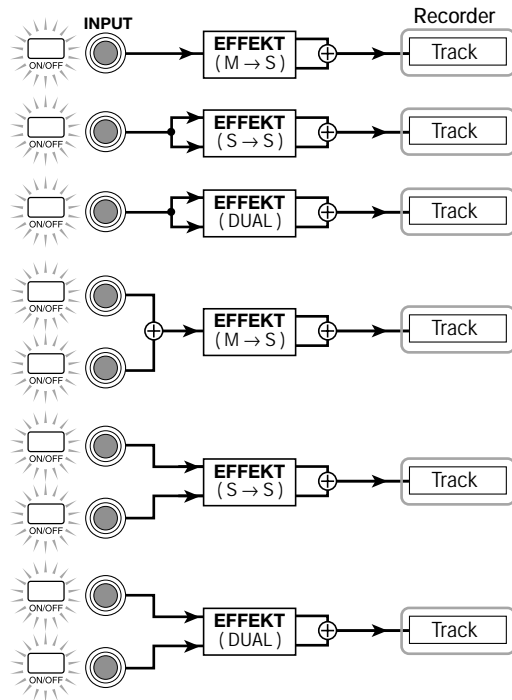 INPUT
Recorder
ON/OFF
EFFEKT
( M → S )
Track
ON/OFF
EFFEKT
( S → S )
Track
ON/OFF
EFFEKT
( DUAL )
Track
ON/OFF
ON/OFF
EFFEKT
( M → S )
Track
ON/OFF
ON/OFF
EFFEKT
( S → S )
Track
ON/OFF
ON/OFF
EFFEKT
( DUAL )
Track